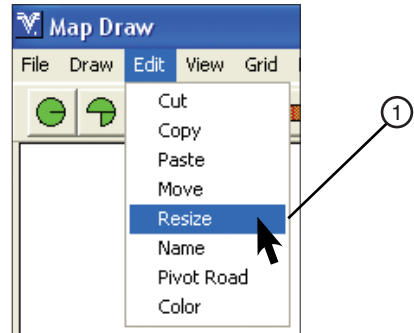 Map Draw
File Draw Edit View Grid
Cut
Copy
Paste
Move
Resize
Name
Pivot Road
Color
1